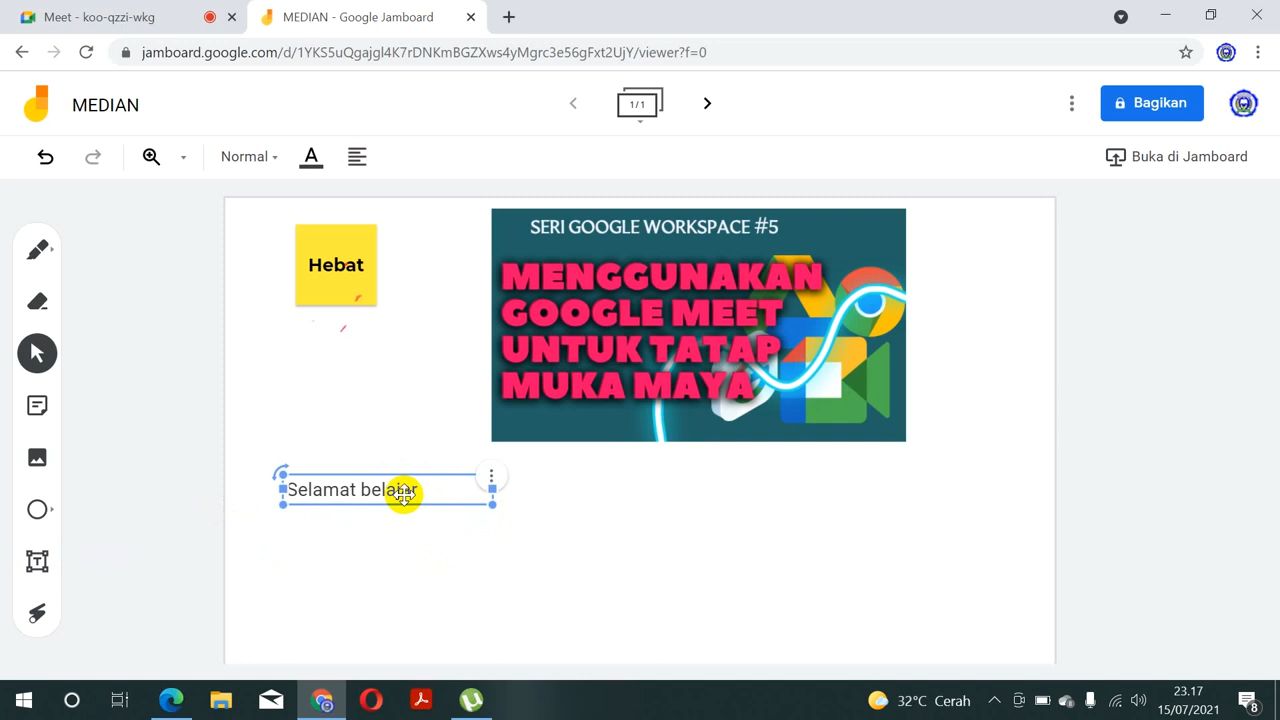 Meet - koo-qzzi-wkg
MEDIAN - Google Jamboard
jamboard.google.com/d/1YKS5uQgajgl4K7rDNKmBGZXws4yMgrc3e56gFxt2UjY/viewer?f=0
MEDIAN
1/1
Bagikan
Normal
A
Buka di Jamboard
Hebat
SERI GOOGLE WORKSPACE #5
MENGGUNAKAN
GOOGLE MEET
UNTUK TATAP
MUKA MAYA
Selamat belajar
32°C Cerah
23.17
15/07/2021
8